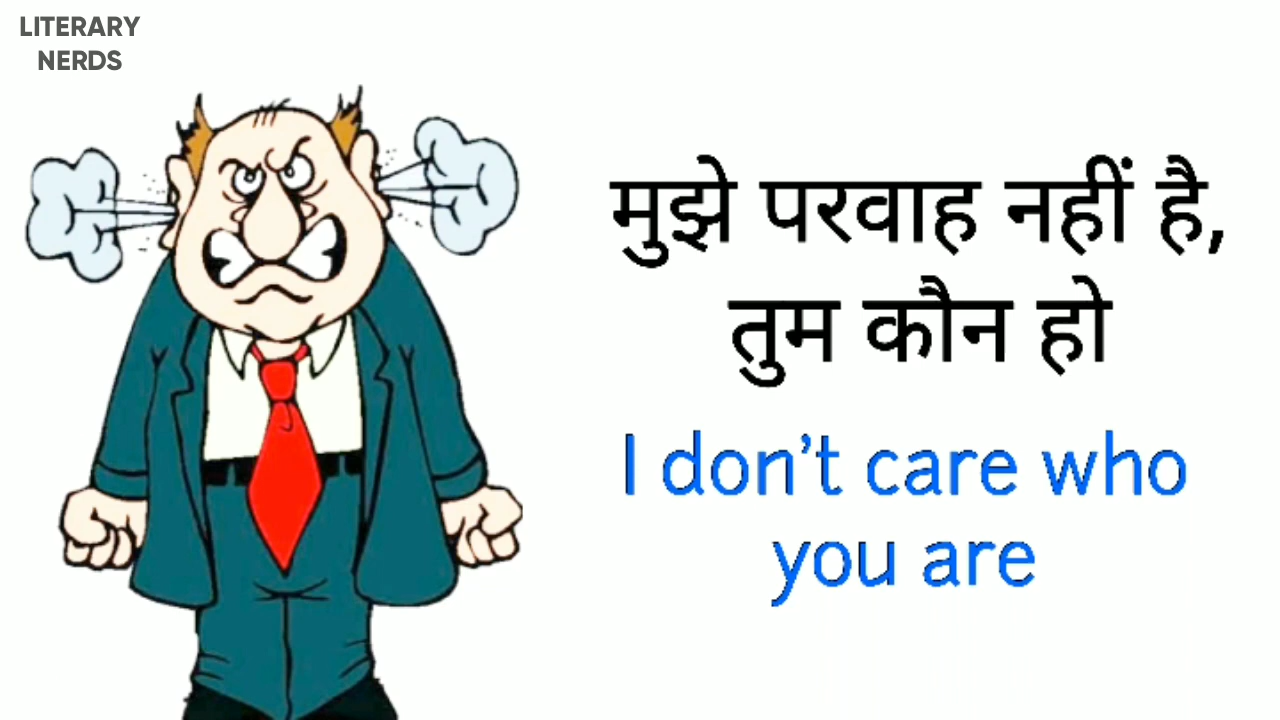 LITERARY
NERDS
मुझे परवाह नहीं है,
तुम कौन हो
I don't care who
you are